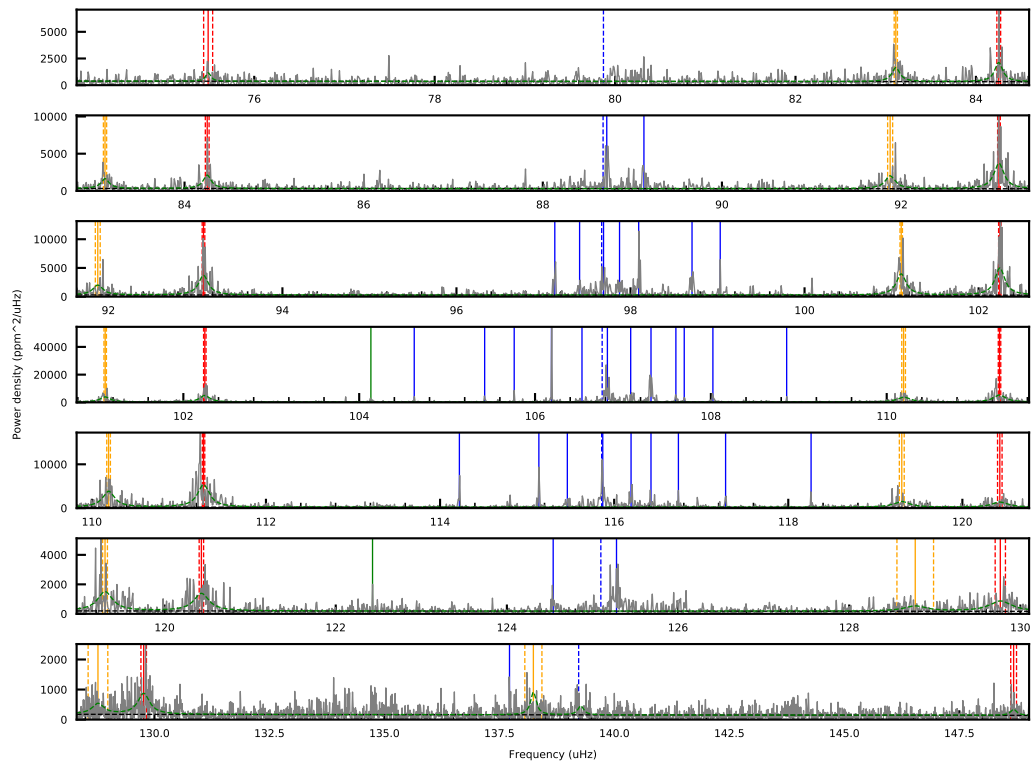 5000
2500
0
76 78 80 82 84
10000
5000
0
84 86 88 90 92
10000
5000
0
92 94 96 98 100 102
Power density (ppm^2/uHz)
40000
20000
0
102 104 106 108 110
10000
0
110 112 114 116 118 120
4000
2000
0
120 122 124 126 128 130
2000
1000
0
130.0 132.5 135.0 137.5 140.0 142.5 145.0 147.5
Frequency (uHz)